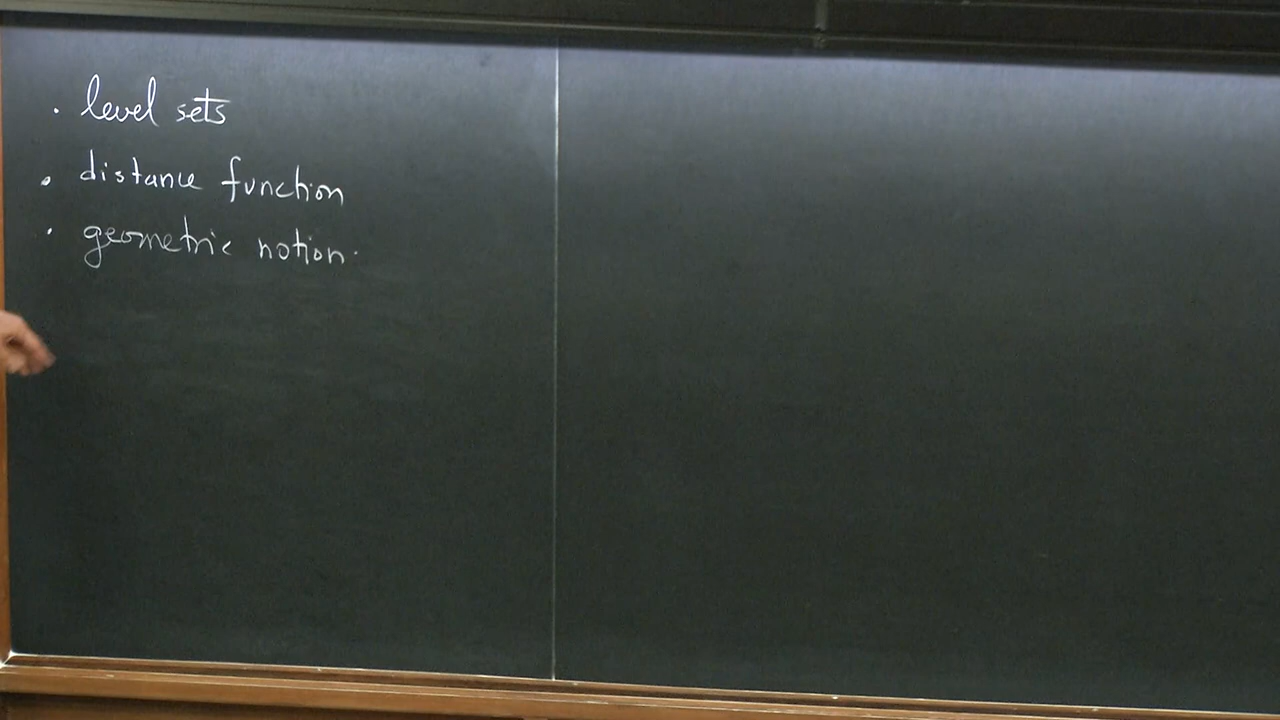 · level sets
· distance function
· geometric notion.